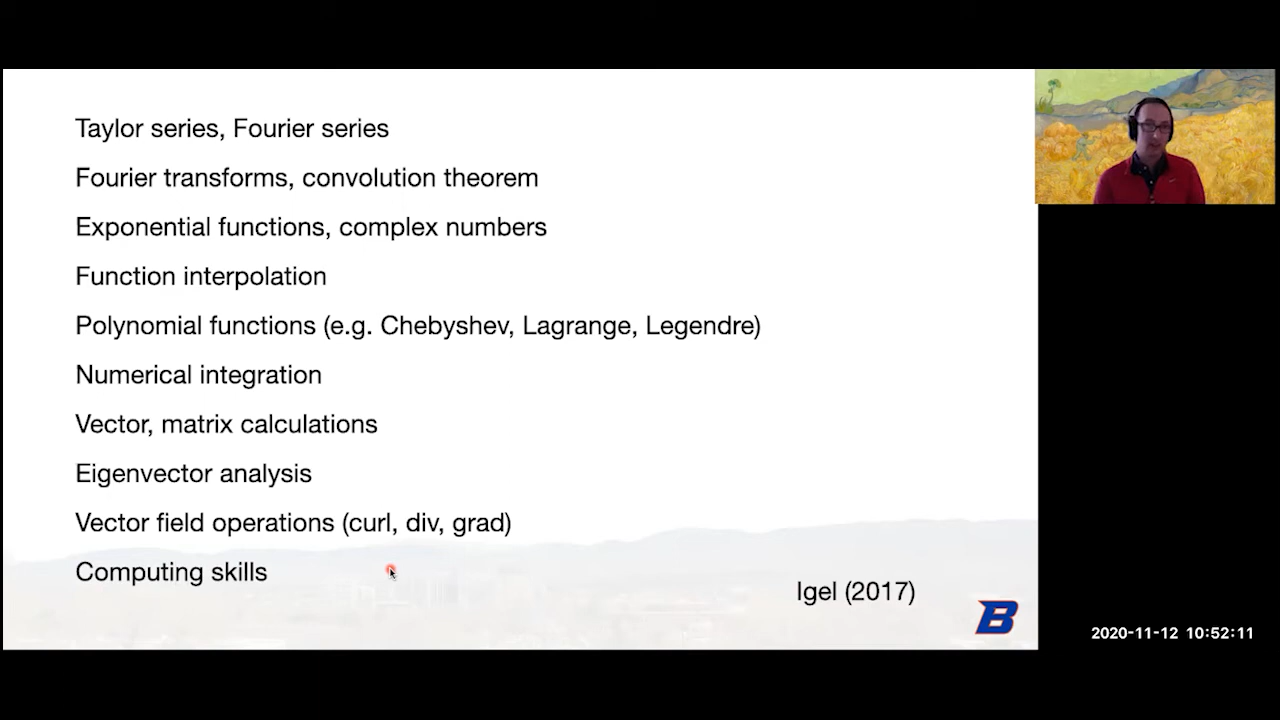 Taylor series, Fourier series
Fourier transforms, convolution theorem
Exponential functions, complex numbers
Function interpolation
Polynomial functions (e.g. Chebyshev, Lagrange, Legendre)
Numerical integration
Vector, matrix calculations
Eigenvector analysis
Vector field operations (curl, div, grad)
Computing skills
Igel (2017)
B
2020-11-12 10:52:11